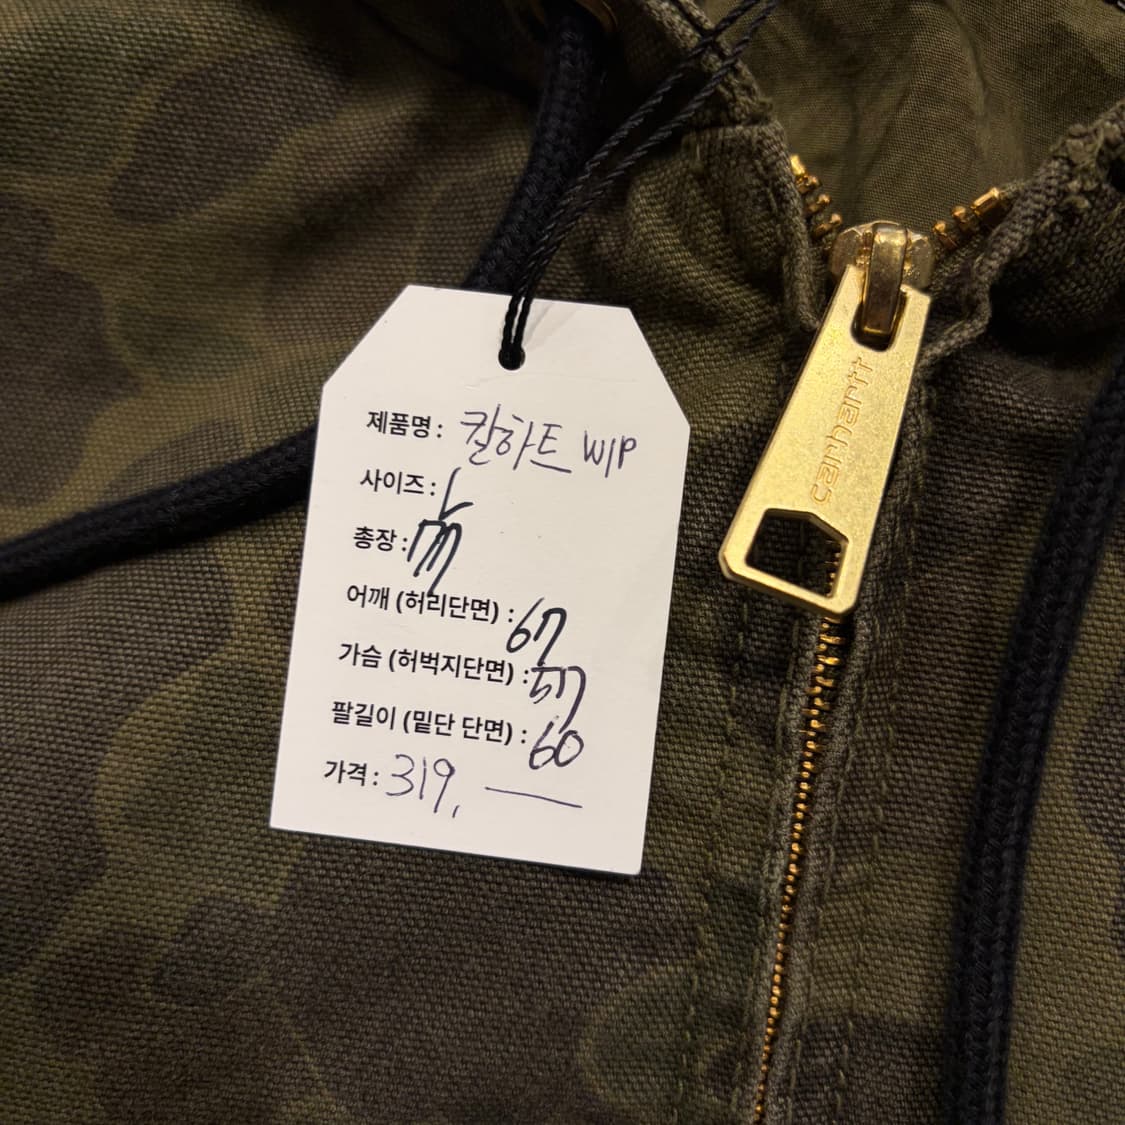 제품명 : 칼하트 WIP
사이즈 : L
총장 : 77
어깨 (허리단면) : 67
가슴 (허벅지단면) : 57
팔길이 (밑단 단면) : 60
가격 : 319,
carhartt